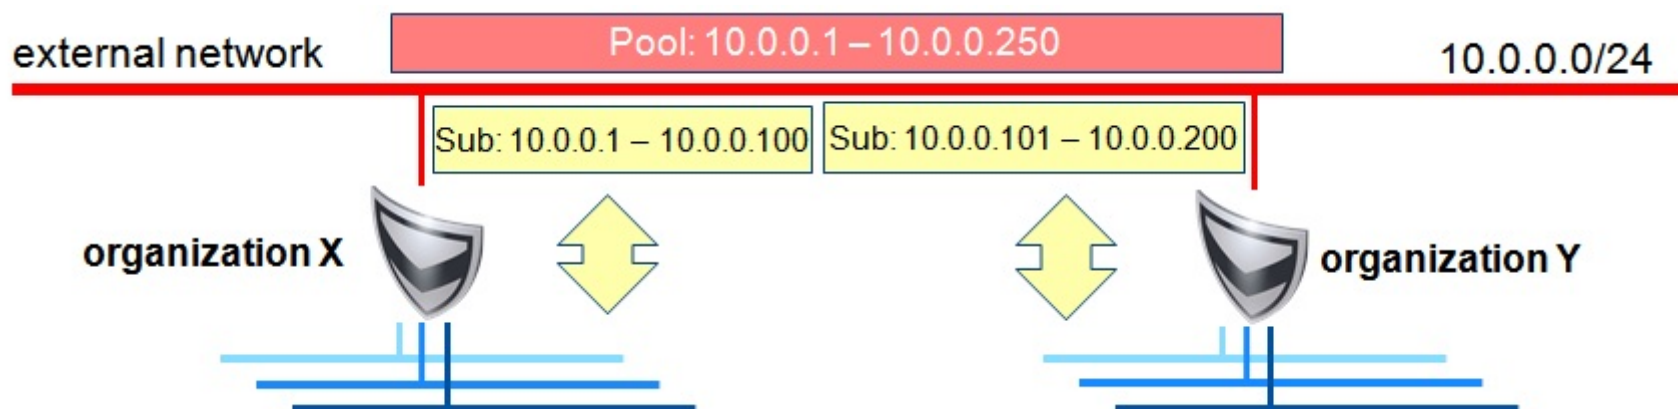 Pool: 10.0.0.1 – 10.0.0.250
external network
10.0.0.0/24
Sub: 10.0.0.1 – 10.0.0.100
Sub: 10.0.0.101 – 10.0.0.200
organization X
organization Y